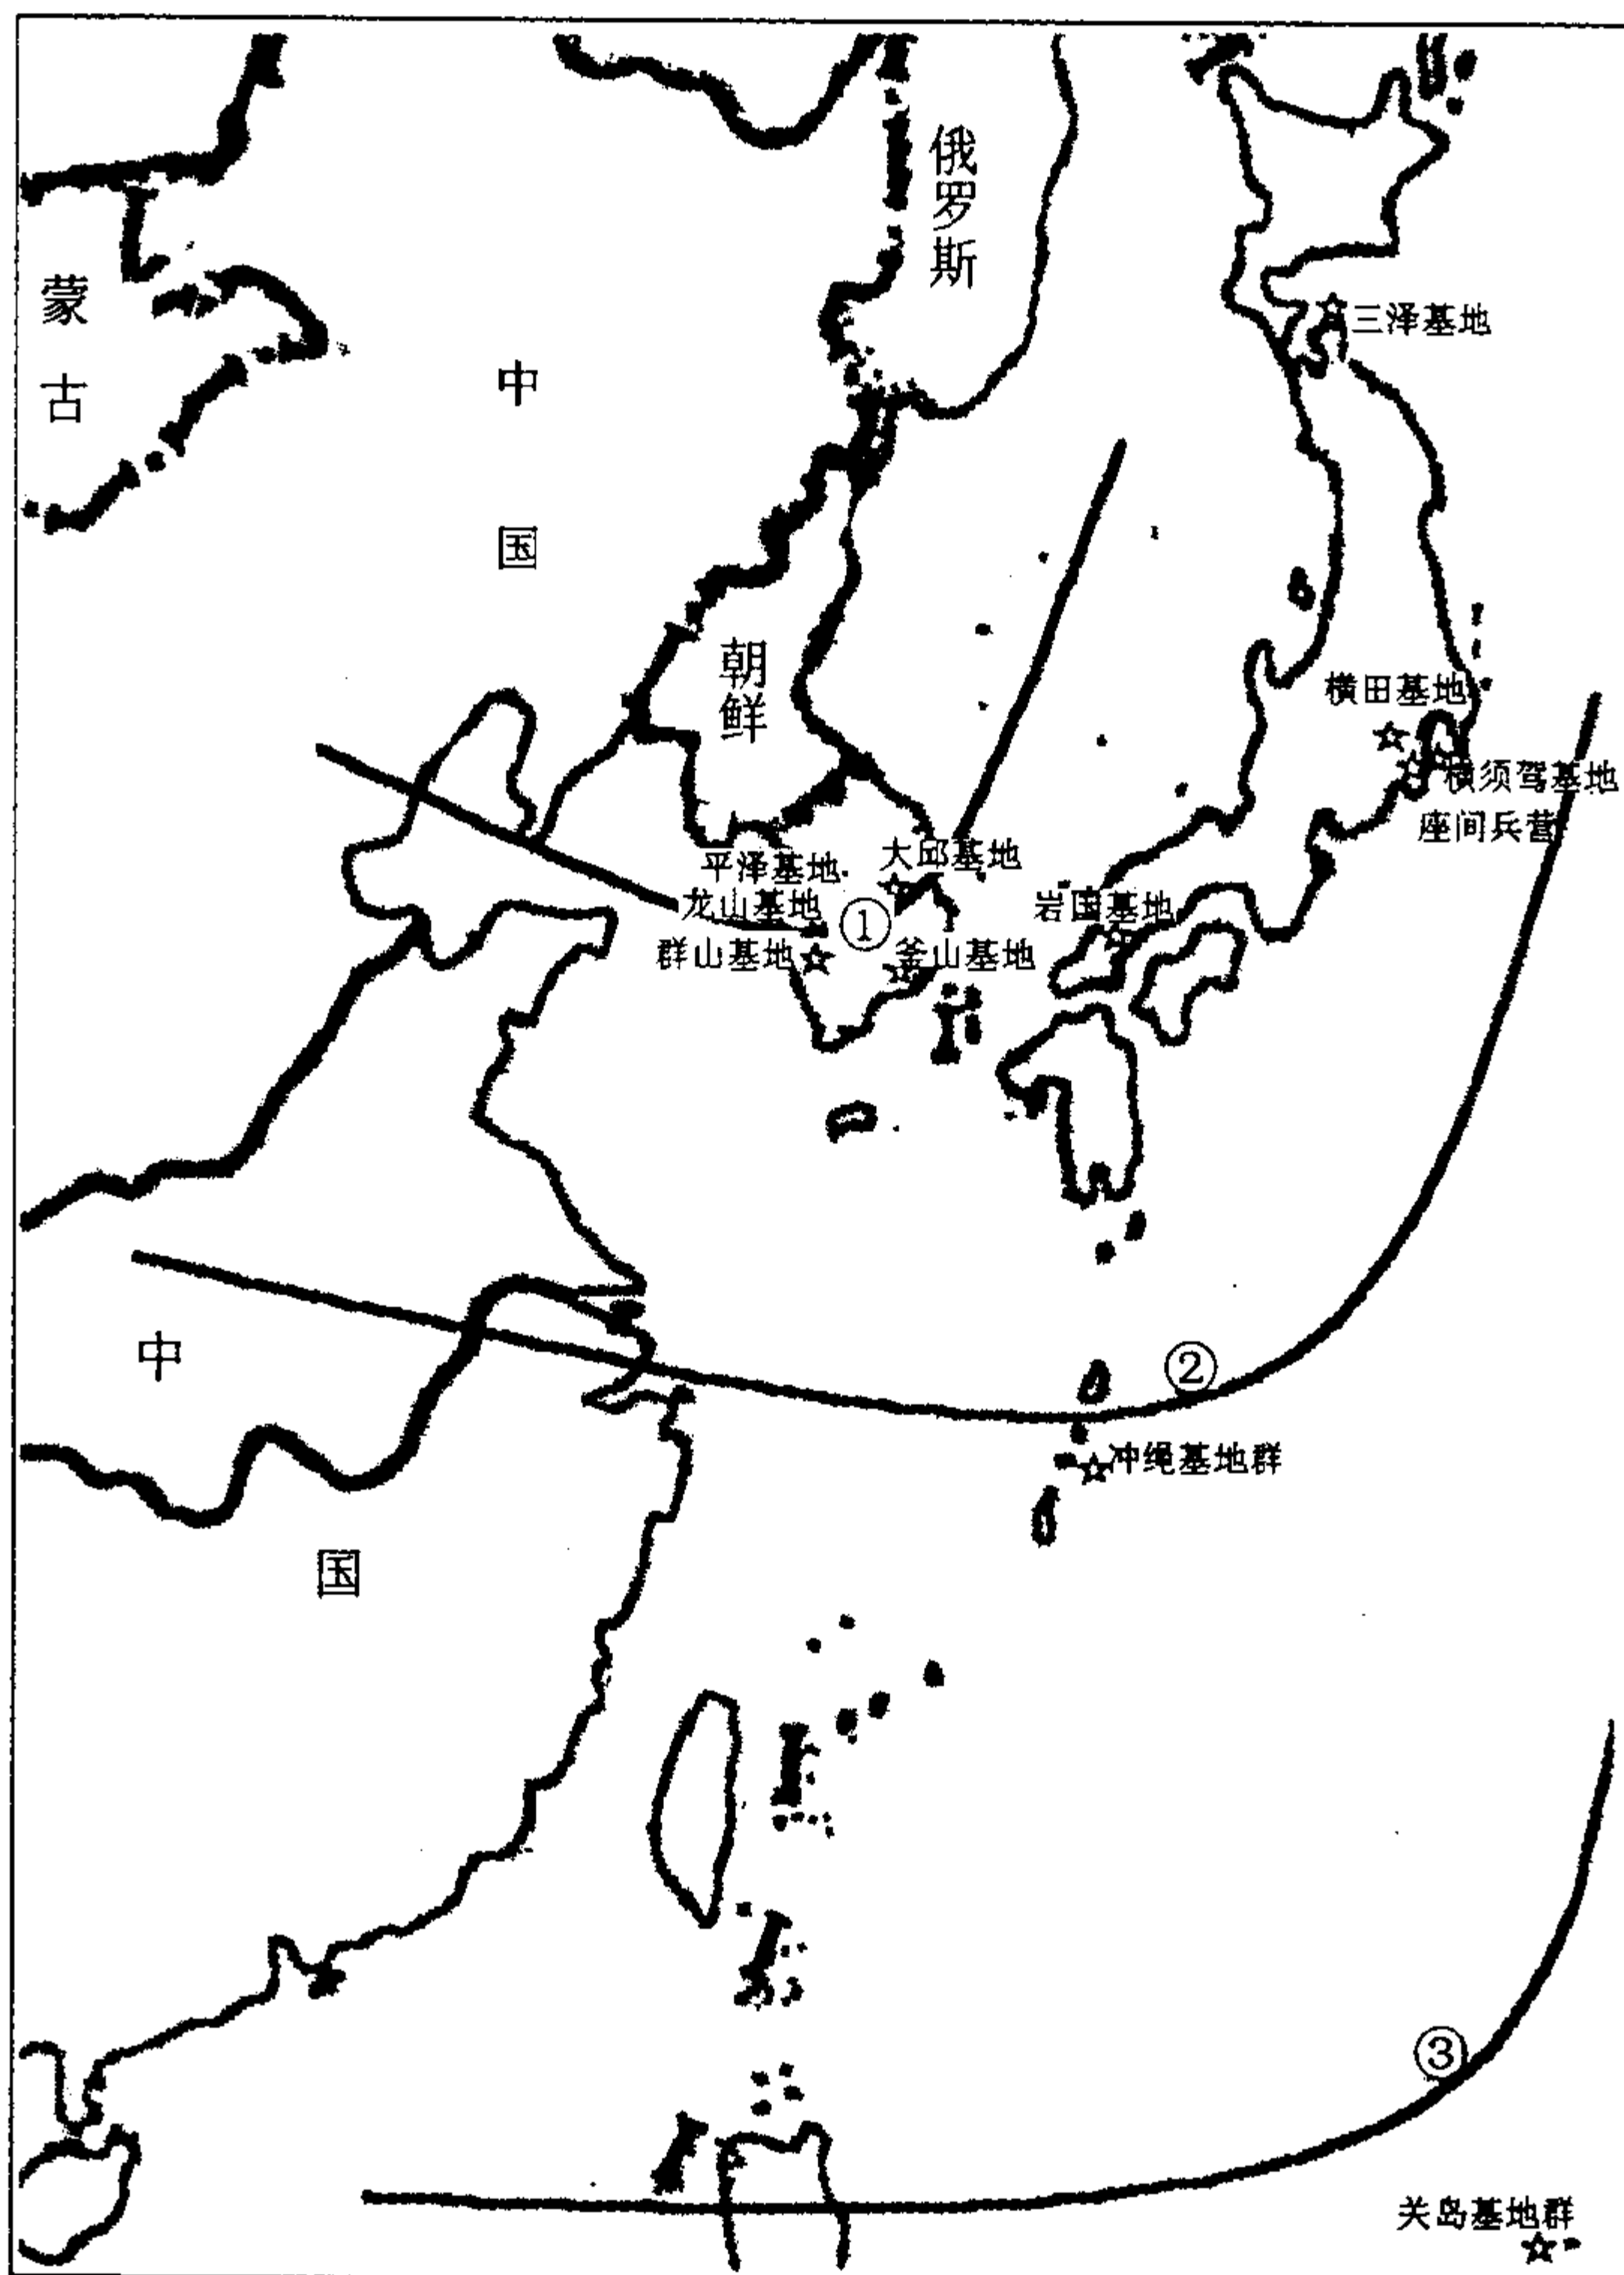 俄罗斯
蒙古
中国
三泽基地
朝鲜
横田基地
横须驾基地
座间兵营
平泽基地
大邱基地
龙山基地
①
岩国基地
群山基地
釜山基地
中国
②
冲绳基地群
③
关岛基地群